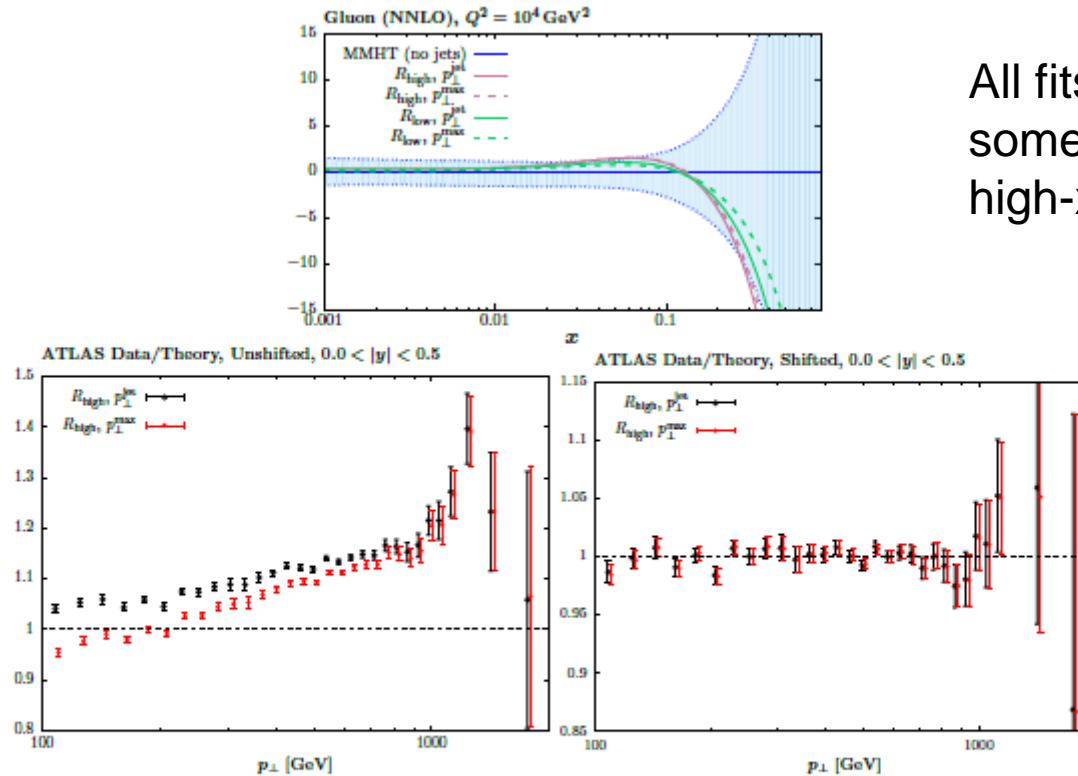 Gluon (NNLO), Q² = 10⁴ GeV²
15
10
5
0
−5
−10
−15
MMHT (no jets)
R_high, p_⊥^jet
R_high, p_⊥^max
R_low, p_⊥^jet
R_low, p_⊥^max
0.001 0.01 0.1
x
All fits
some
high-x
ATLAS Data/Theory, Unshifted, 0.0 < |y| < 0.5
1.5
1.4
1.3
1.2
1.1
1
0.9
0.8
R_high, p_⊥^jet
R_high, p_⊥^max
100 1000
p_⊥ [GeV]
ATLAS Data/Theory, Shifted, 0.0 < |y| < 0.5
1.15
1.1
1.05
1
0.95
0.9
0.85
R_high, p_⊥^jet
R_high, p_⊥^max
100 1000
p_⊥ [GeV]